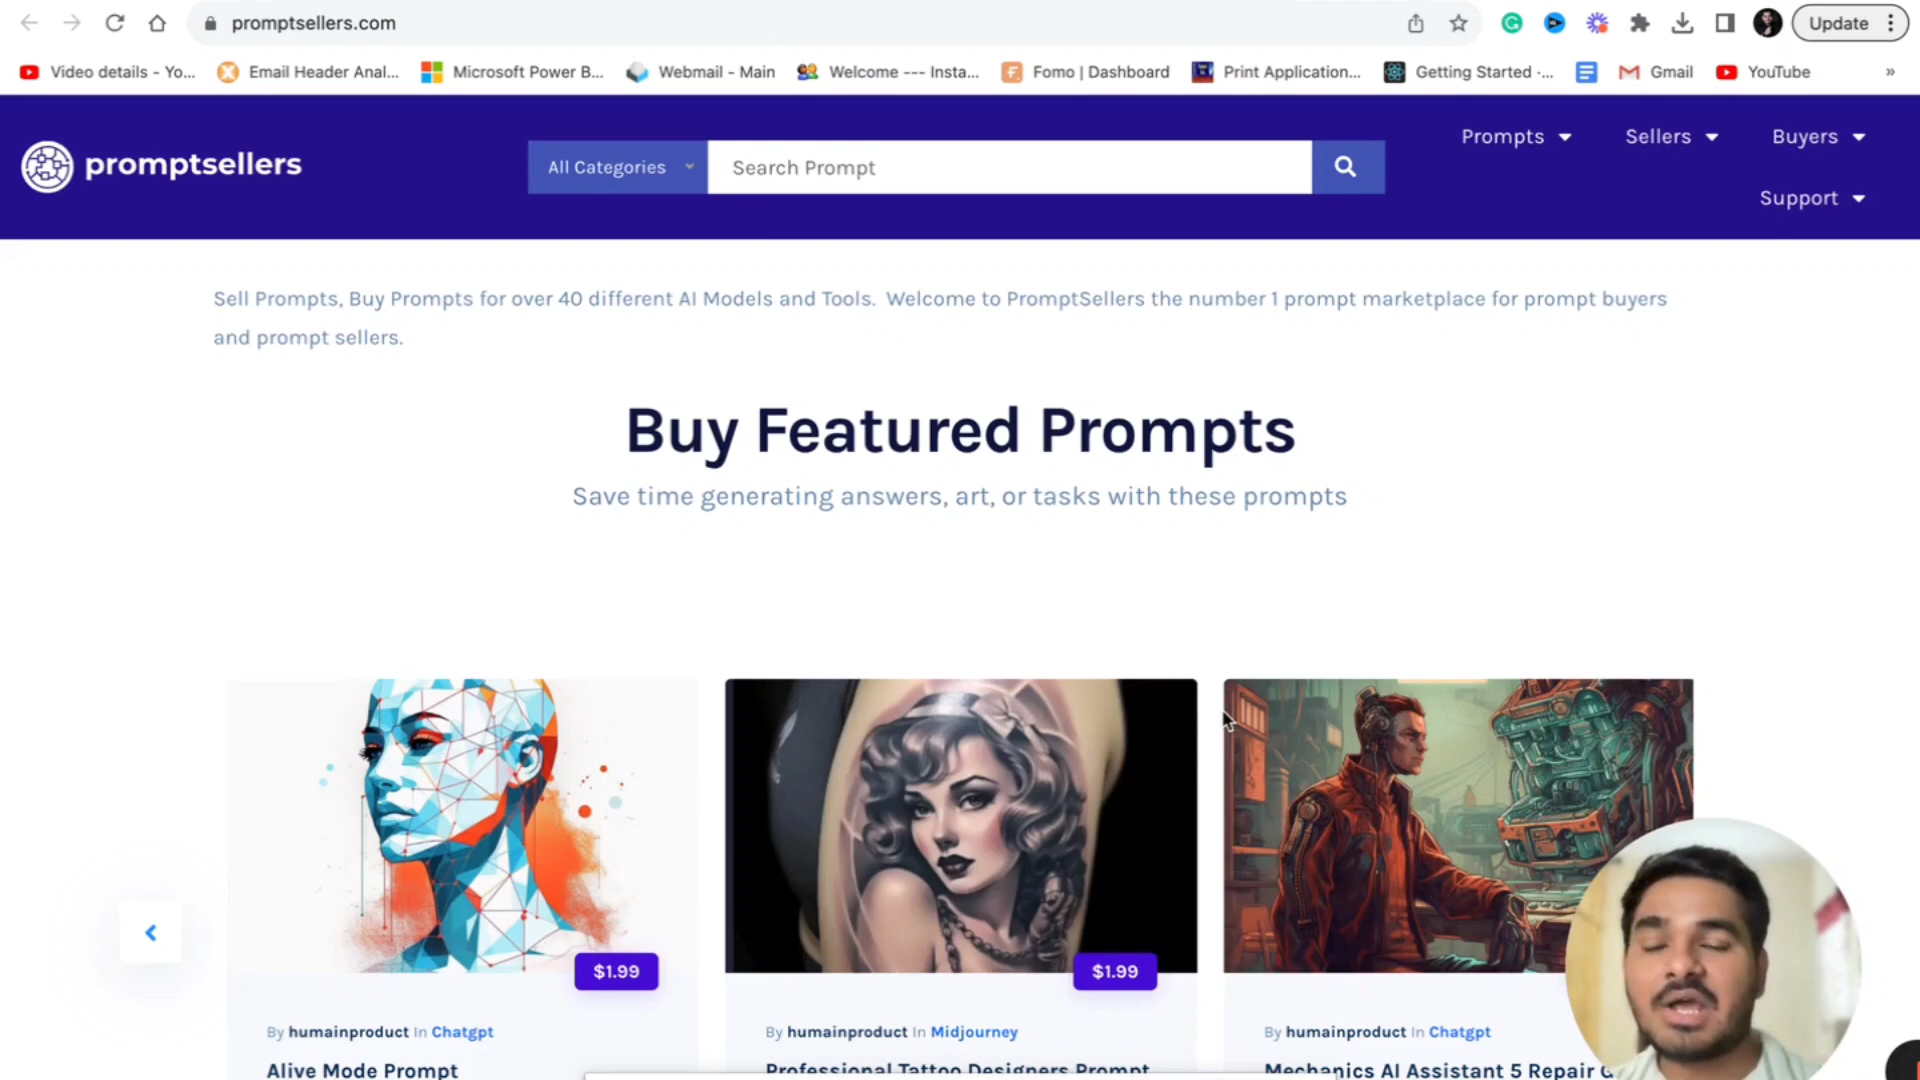 promptsellers.com
Update
Video details - Yo...
Email Header Anal...
Microsoft Power B...
Webmail - Main
Welcome --- Insta...
Fomo | Dashboard
Print Application...
Getting Started ·...
Gmail
YouTube
»
promptsellers
All Categories
Search Prompt
Prompts
Sellers
Buyers
Support
Sell Prompts, Buy Prompts for over 40 different AI Models and Tools. Welcome to PromptSellers the number 1 prompt marketplace for prompt buyers
and prompt sellers.
Buy Featured Prompts
Save time generating answers, art, or tasks with these prompts
$1.99
$1.99
By humainproduct In Chatgpt
By humainproduct In Midjourney
By humainproduct In Chatgpt
Alive Mode Prompt
Professional Tattoo Designers Prompt
Mechanics AI Assistant 5 Repair